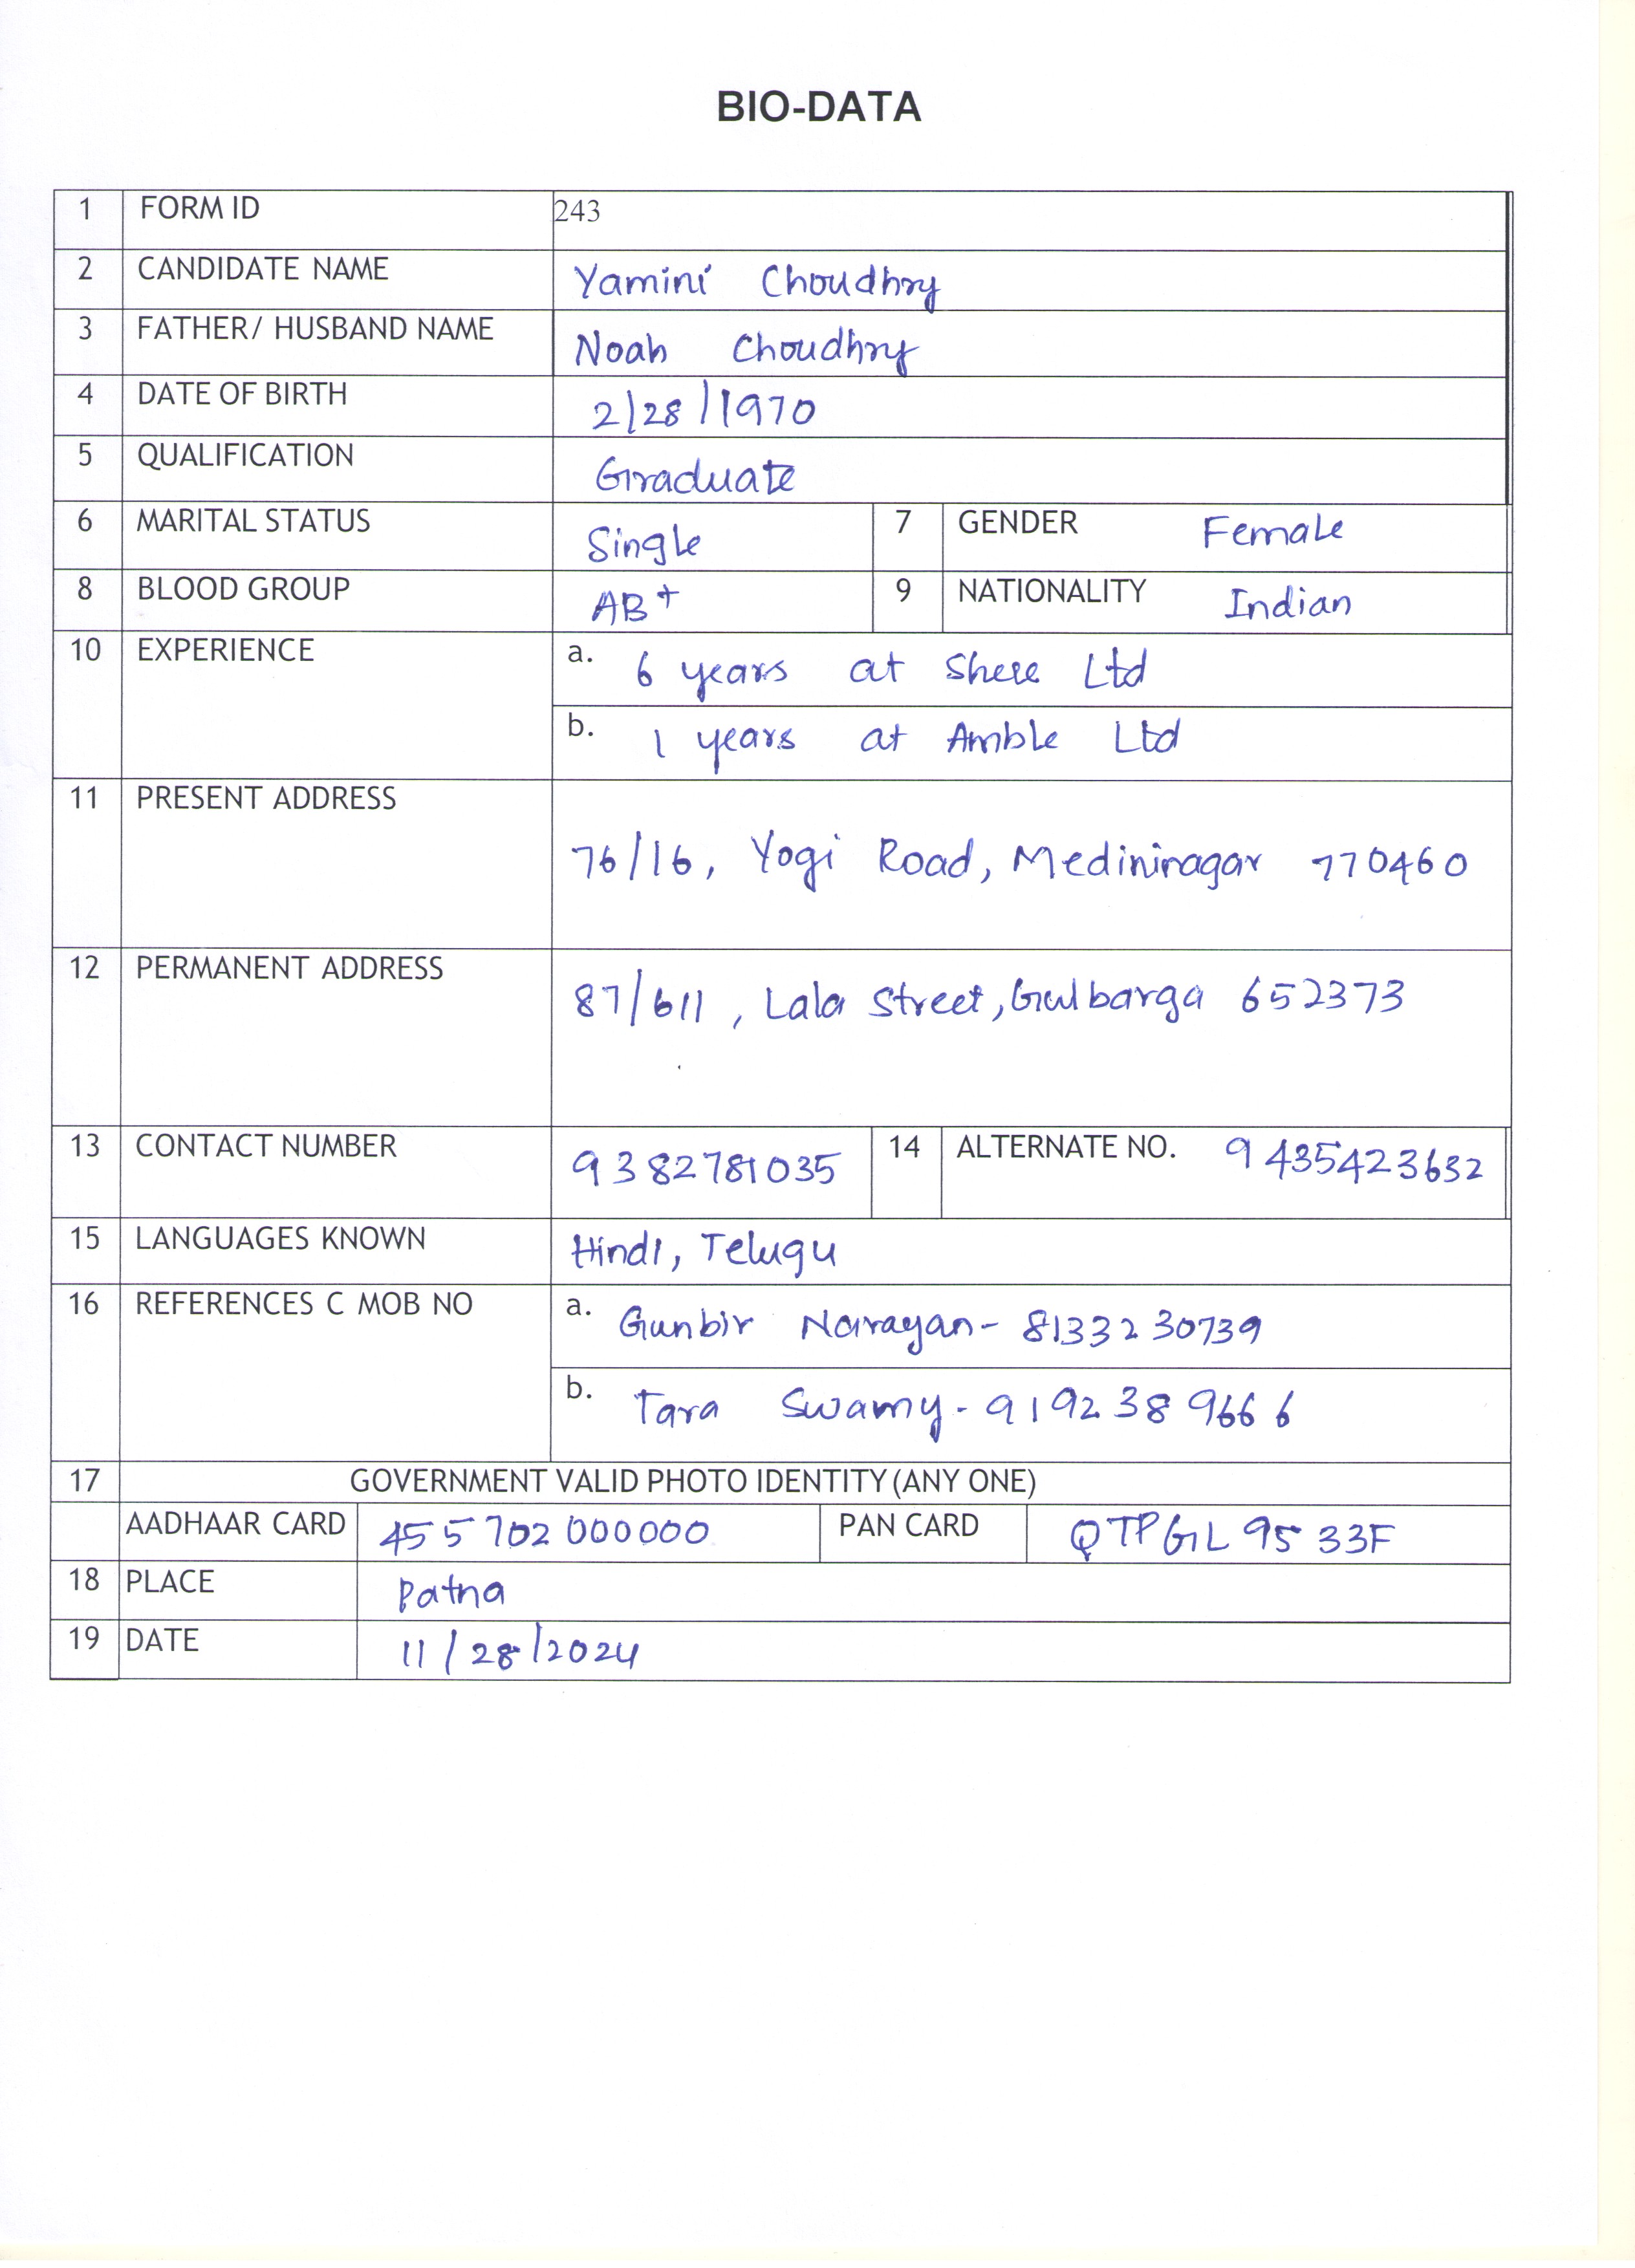 BIO-DATA
1 FORM ID 243
2 CANDIDATE NAME Yamini Choudhry
3 FATHER/ HUSBAND NAME Noah Choudhry
4 DATE OF BIRTH 2/28/1970
5 QUALIFICATION Graduate
6 MARITAL STATUS Single 7 GENDER Female
8 BLOOD GROUP AB+ 9 NATIONALITY Indian
10 EXPERIENCE a. 6 years at Shere Ltd
b. 1 years at Amble Ltd
11 PRESENT ADDRESS
76/16, Yogi Road, Medininagar 770460
12 PERMANENT ADDRESS 87/611, Lala Street, Gulbarga 652373
13 CONTACT NUMBER 9382781035 14 ALTERNATE NO. 9435423632
15 LANGUAGES KNOWN Hindi, Telugu
16 REFERENCES C MOB NO a. Gunbir Narayan- 8133230739
b. Tara Swamy- 9192389666
17 GOVERNMENT VALID PHOTO IDENTITY (ANY ONE)
AADHAAR CARD 455702000000 PAN CARD QTPGL9533F
18 PLACE Patna
19 DATE 11/28/2024